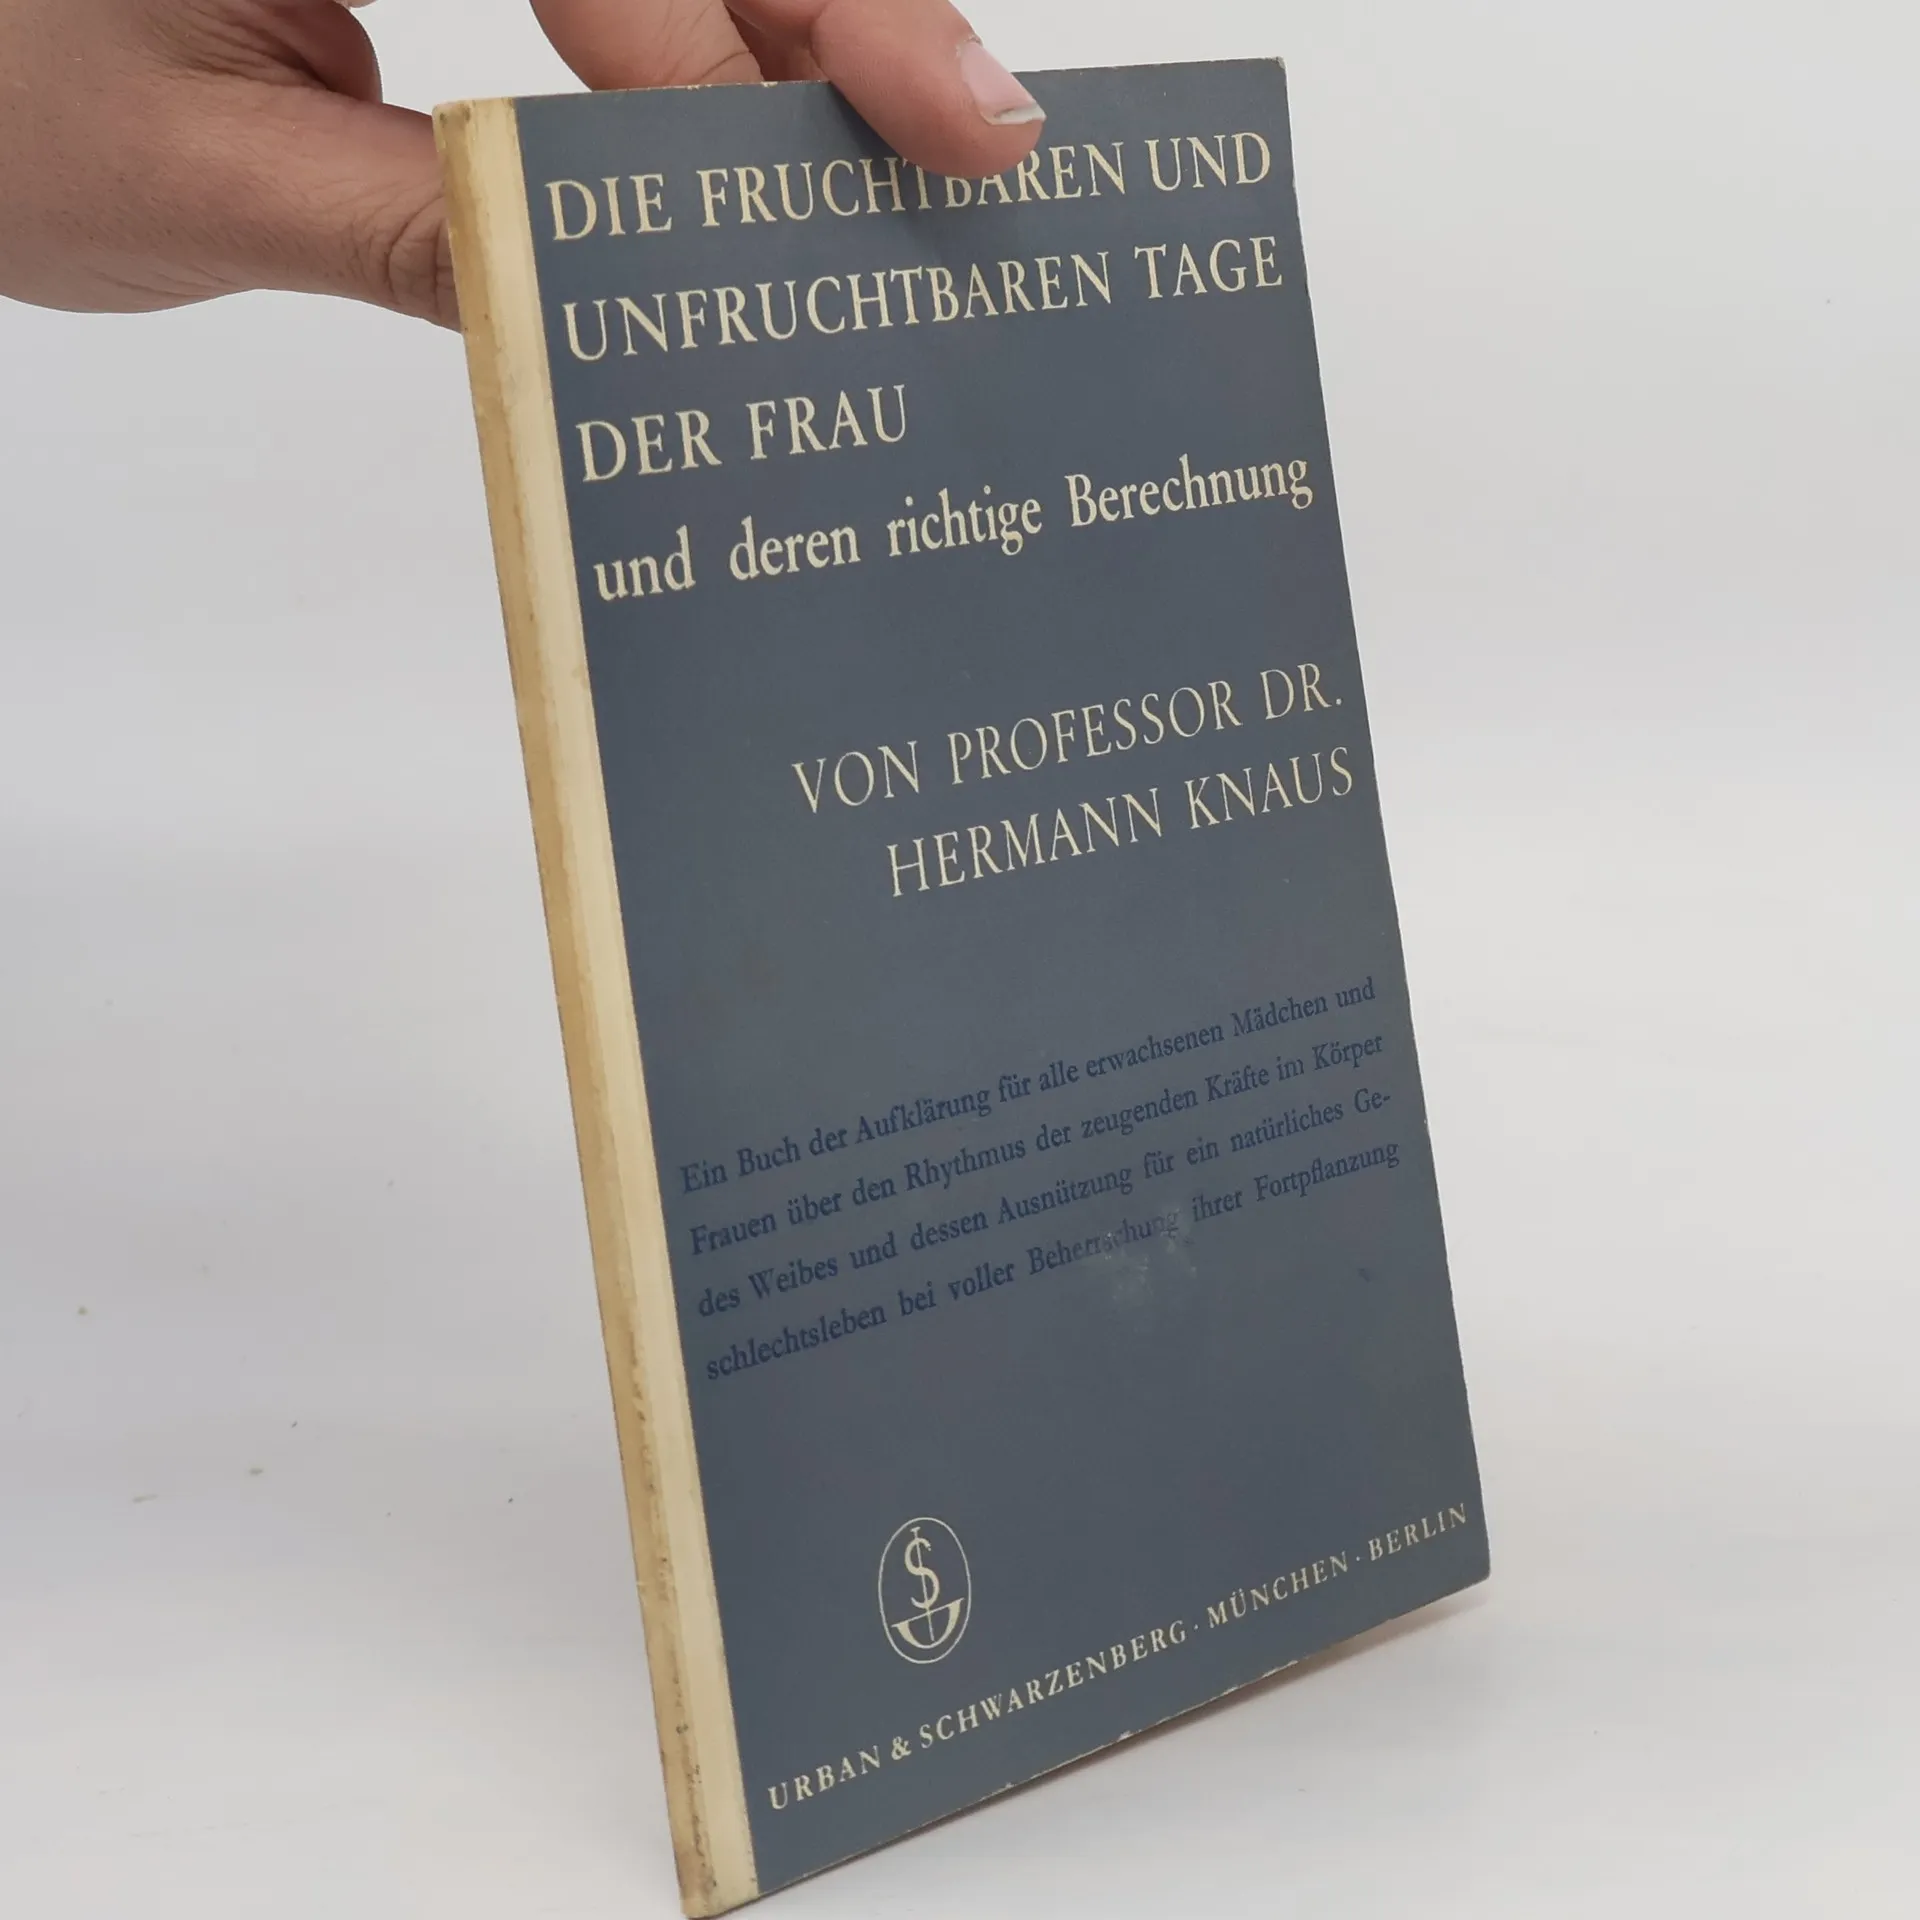 DIE FRUCHTBAREN UND
UNFRUCHTBAREN TAGE
DER FRAU
und deren richtige Berechnung
VON PROFESSOR DR.
HERMANN KNAUS
Ein Buch der Aufklärung für alle erwachsenen Mädchen und
Frauen über den Rhythmus der zeugenden Kräfte im Körper
des Weibes und dessen Ausnützung für ein natürliches Ge-
schlechtsleben bei voller Beherrschung ihrer Fortpflanzung
URBAN & SCHWARZENBERG · MÜNCHEN · BERLIN